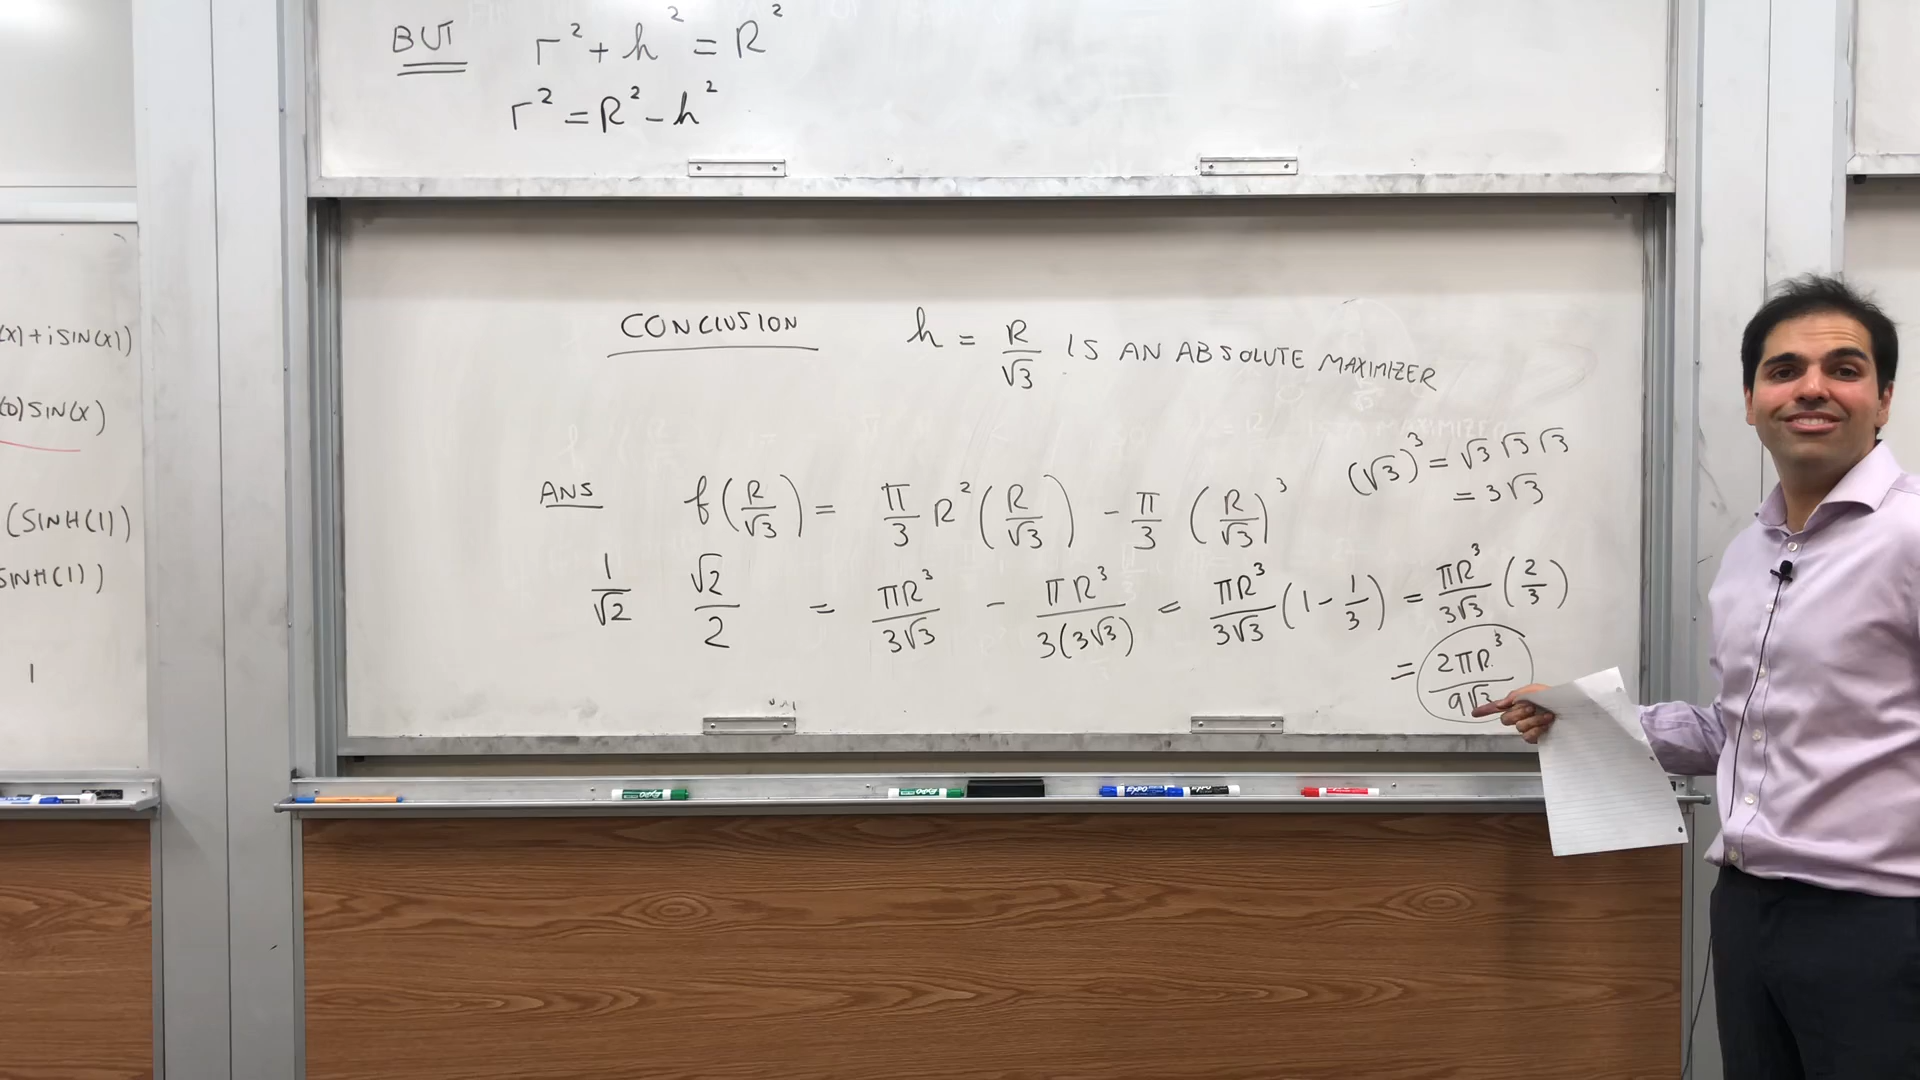 BUT r² + h² = R²
r² = R² - h²
(x) + i SIN(x))
(0) SIN(x)
(SINH(1))
SINH(1))
1
CONCLUSION h = R/√3 IS AN ABSOLUTE MAXIMIZER
(√3)³ = √3 √3 √3
= 3√3
ANS f(R/√3) = π/3 R² (R/√3) - π/3 (R/√3)³
1/√2 √2/2 = πR³/3√3 - πR³/3(3√3) = πR³/3√3 (1 - 1/3) = πR³/3√3 (2/3)
= 2πR³/9√3
EXPO EXPO